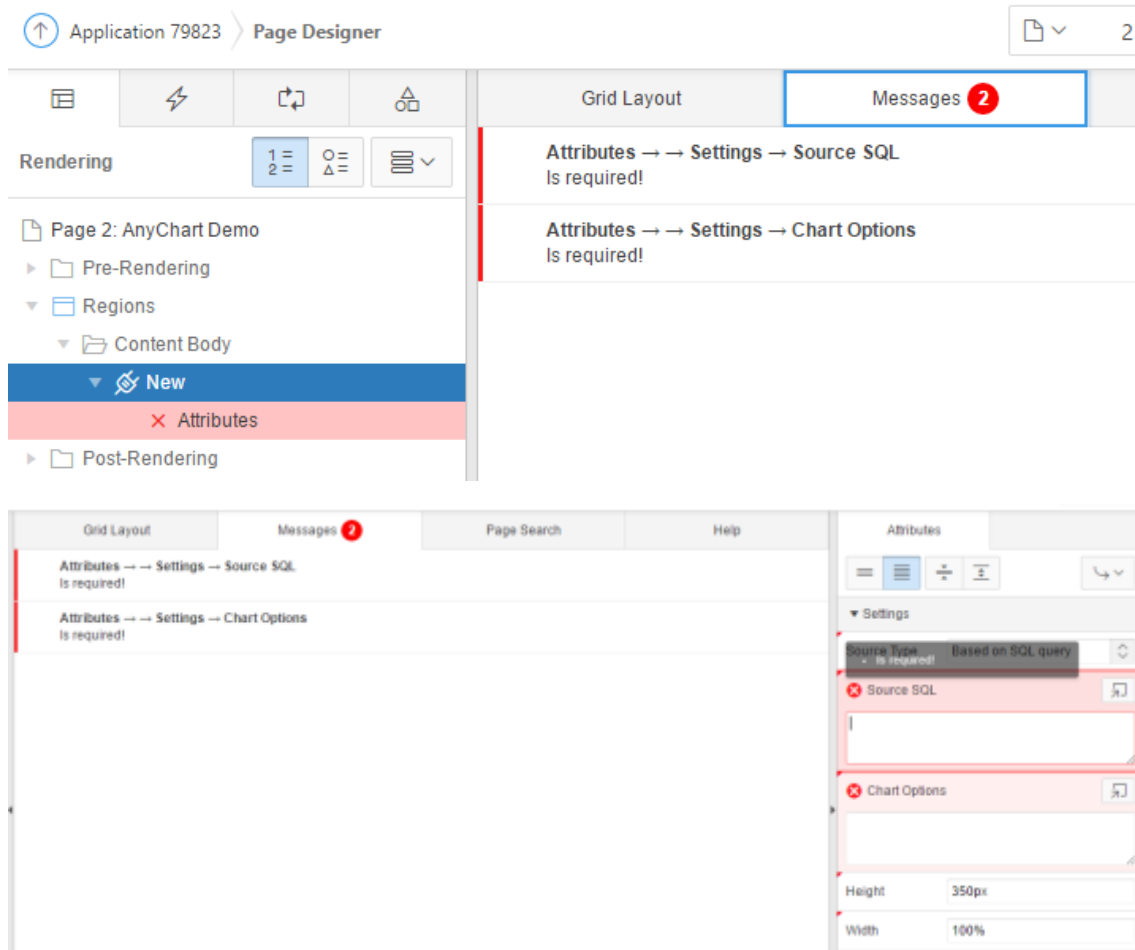 Application 79823 Page Designer 2
Grid Layout Messages 2
Rendering
Attributes → → Settings → Source SQL
Is required!
Page 2: AnyChart Demo
Attributes → → Settings → Chart Options
Is required!
Pre-Rendering
Regions
Content Body
New
Attributes
Post-Rendering
Grid Layout Messages 2 Page Search Help Attributes
Attributes → → Settings → Source SQL
Is required!
Attributes → → Settings → Chart Options
Is required!
Settings
Source Type Based on SQL query
Is required!
Source SQL
Chart Options
Height 350px
Width 100%